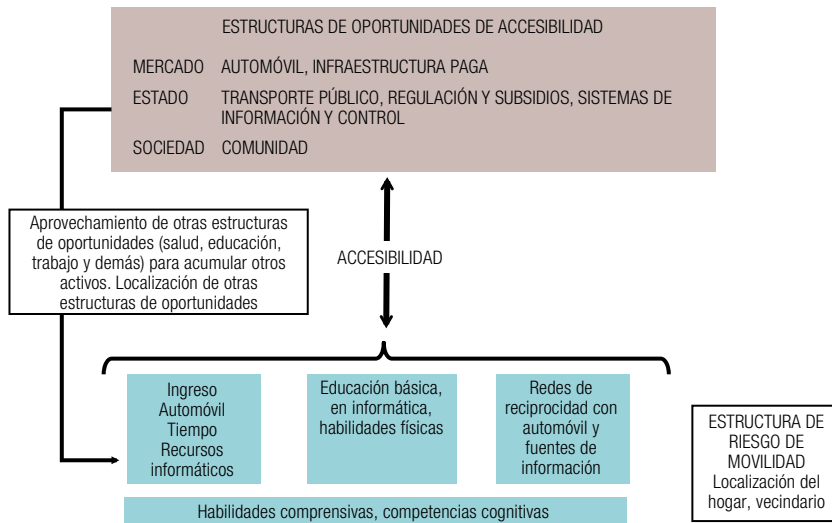 ESTRUCTURAS DE OPORTUNIDADES DE ACCESIBILIDAD
MERCADO AUTOMÓVIL, INFRAESTRUCTURA PAGA
ESTADO TRANSPORTE PÚBLICO, REGULACIÓN Y SUBSIDIOS, SISTEMAS DE
INFORMACIÓN Y CONTROL
SOCIEDAD COMUNIDAD
Aprovechamiento de otras estructuras
de oportunidades (salud, educación,
trabajo y demás) para acumular otros
activos. Localización de otras
estructuras de oportunidades
ACCESIBILIDAD
Ingreso
Automóvil
Tiempo
Recursos
informáticos
Educación básica,
en informática,
habilidades físicas
Redes de
reciprocidad con
automóvil y
fuentes de
información
ESTRUCTURA DE
RIESGO DE
MOVILIDAD
Localización del
hogar, vecindario
Habilidades comprensivas, competencias cognitivas